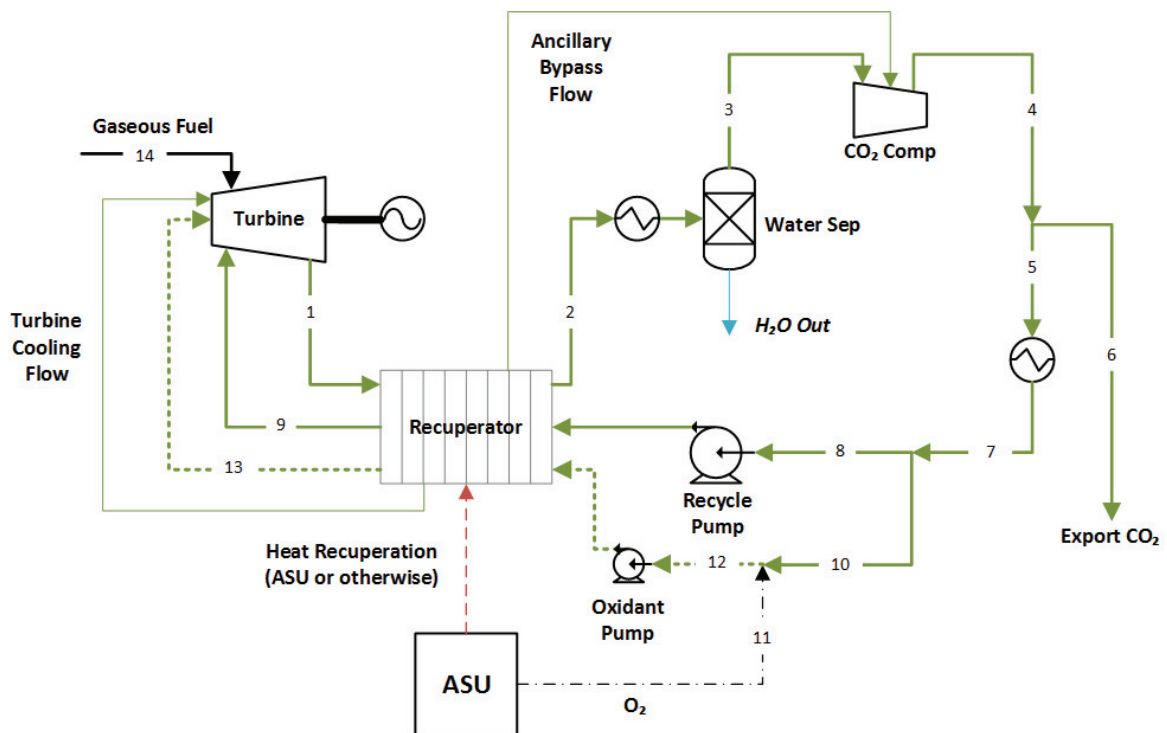 Ancillary
Bypass
Flow
3
4
CO₂ Comp
Gaseous Fuel
14
Turbine
Water Sep
5
1
2
H₂O Out
Turbine
Cooling
Flow
6
9
Recuperator
8
7
13
Recycle
Pump
Export CO₂
Heat Recuperation
(ASU or otherwise)
12
10
Oxidant
Pump
11
ASU
O₂